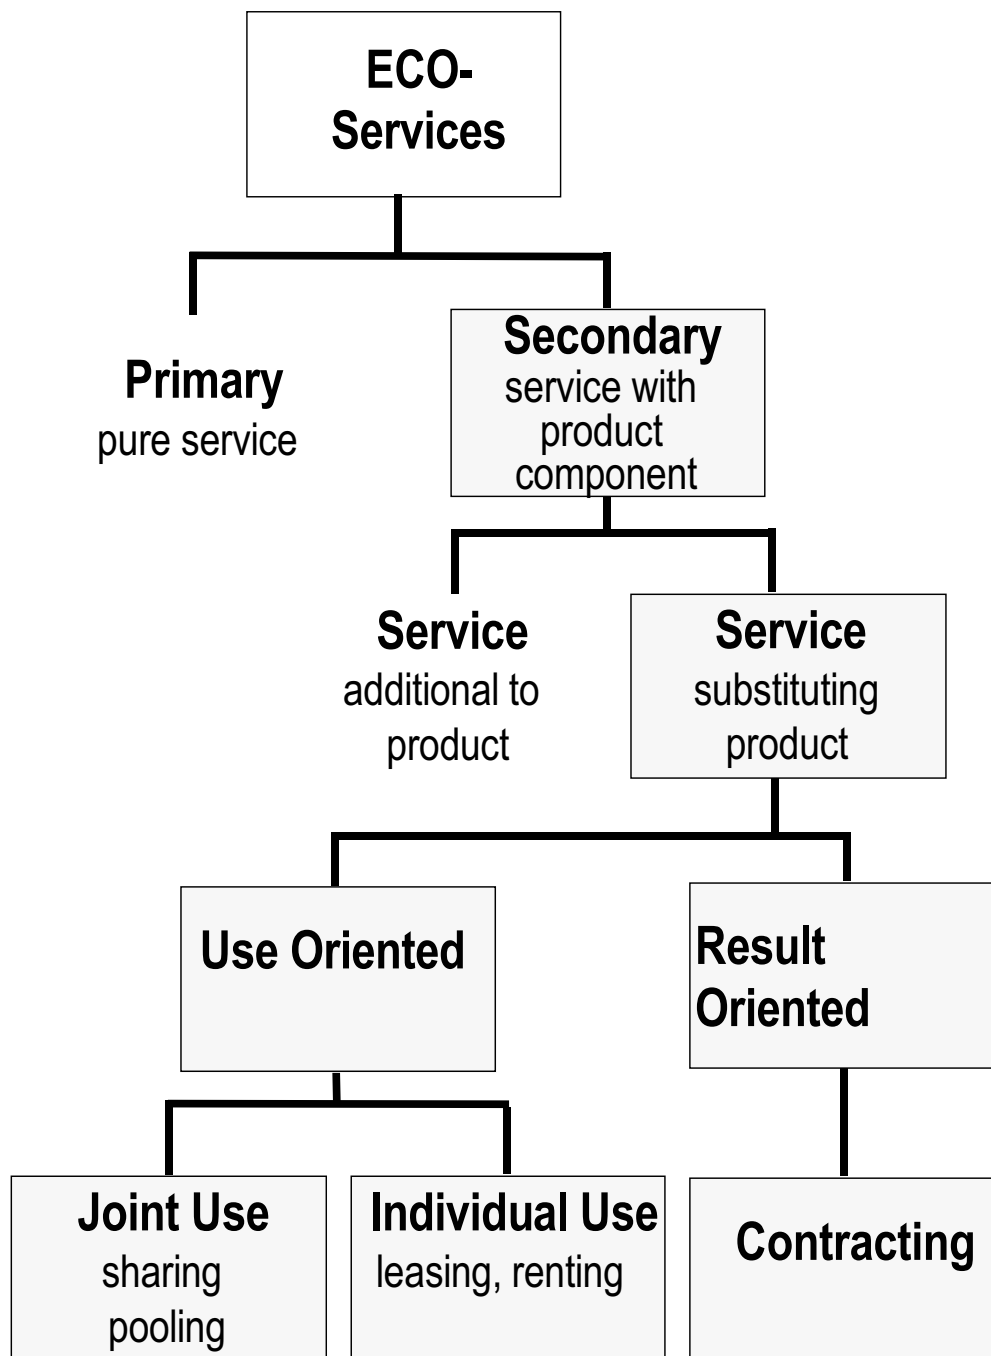 ECO-
Services
Primary
pure service
Secondary
service with
product
component
Service
additional to
product
Service
substituting
product
Use Oriented
Result
Oriented
Joint Use
sharing
pooling
Individual Use
leasing, renting
Contracting